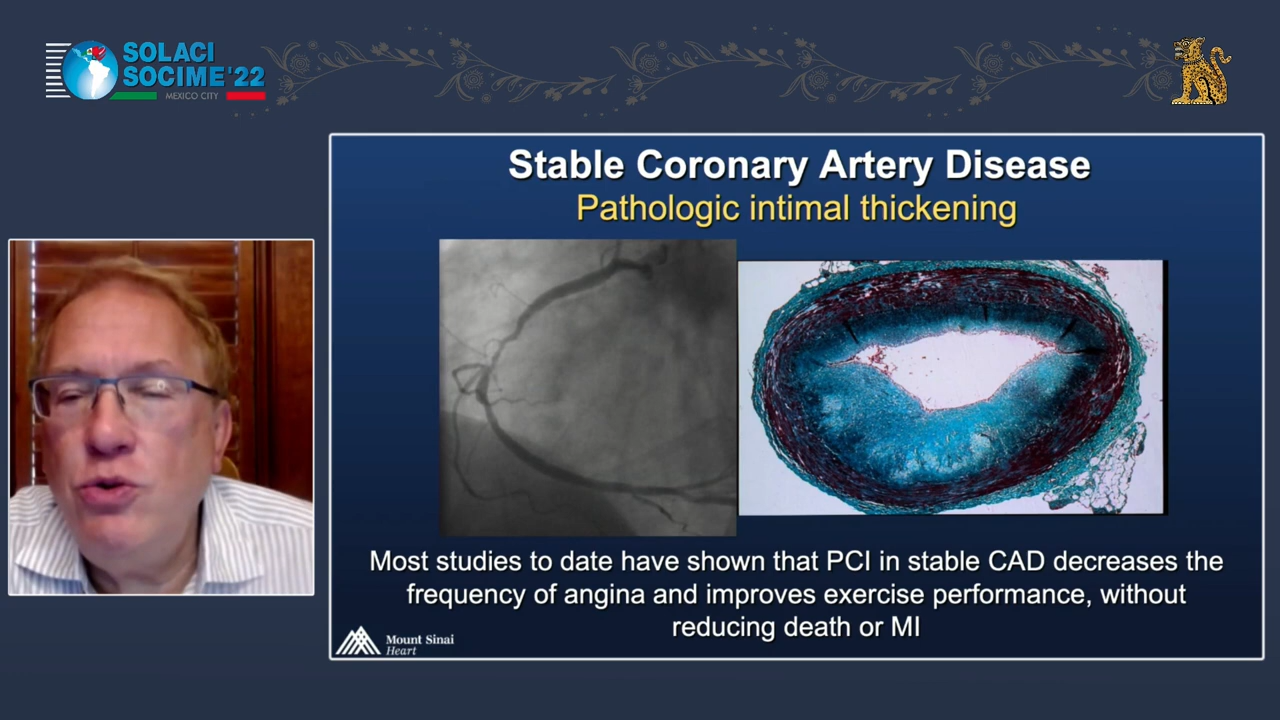 SOLACI
SOCIME'22
MEXICO CITY
Stable Coronary Artery Disease
Pathologic intimal thickening
Most studies to date have shown that PCI in stable CAD decreases the
frequency of angina and improves exercise performance, without
reducing death or MI
Mount Sinai
Heart